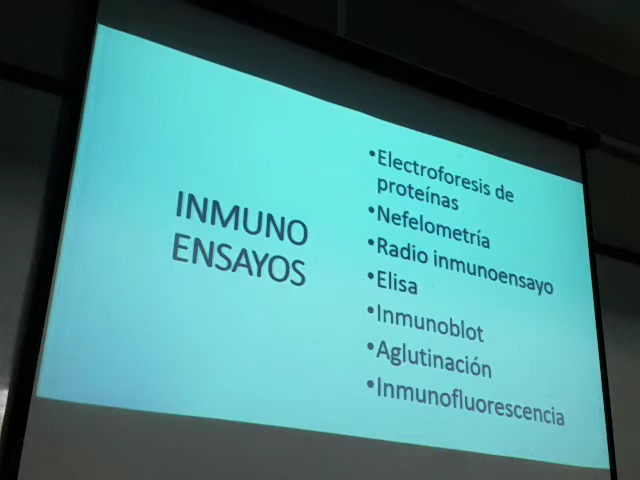 INMUNO
ENSAYOS
•Electroforesis de
proteínas
•Nefelometría
•Radio inmunoensayo
•Elisa
•Inmunoblot
•Aglutinación
•Inmunofluorescencia